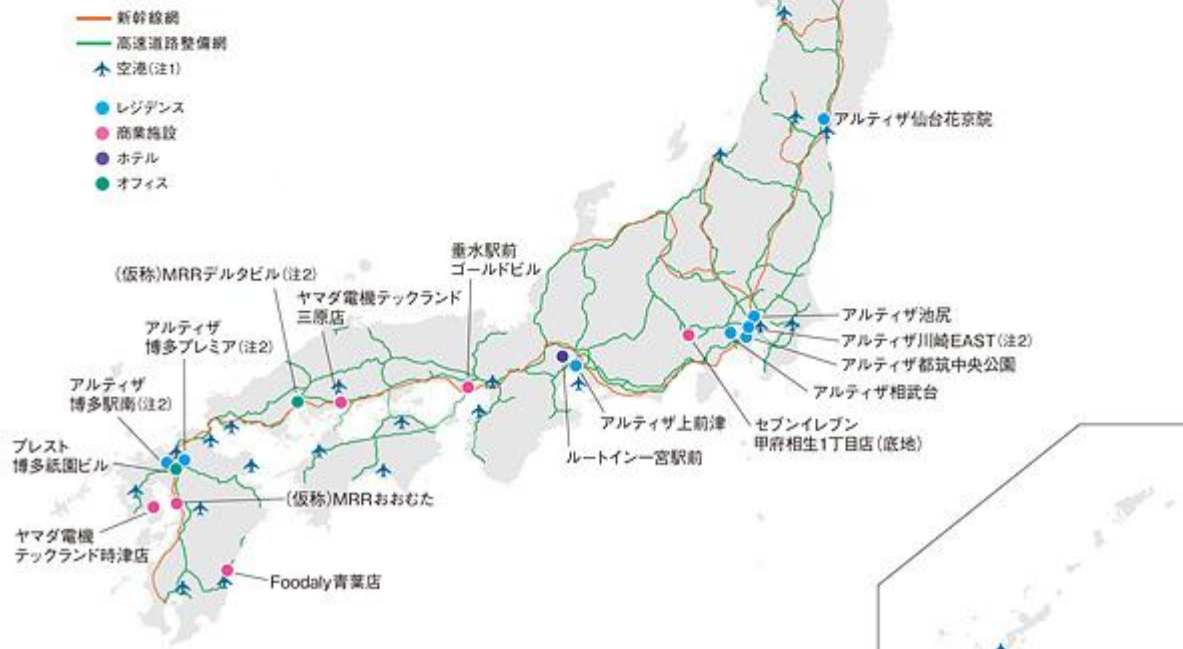 新幹線網
高速道路整備網
空港(注1)
レジデンス
商業施設
ホテル
オフィス
アルティザ仙台花京院
垂水駅前
ゴールドビル
(仮称)MRRデルタビル(注2)
ヤマダ電機テックランド
三原店
アルティザ
博多プレミア(注2)
アルティザ
博多駅南(注2)
プレスト
博多祇園ビル
ヤマダ電機
テックランド時津店
(仮称)MRRおおむた
Foodaly青葉店
アルティザ池尻
アルティザ川崎EAST(注2)
アルティザ都筑中央公園
アルティザ相武台
セブンイレブン
甲府相生1丁目店(底地)
アルティザ上前津
ルートイン一宮駅前